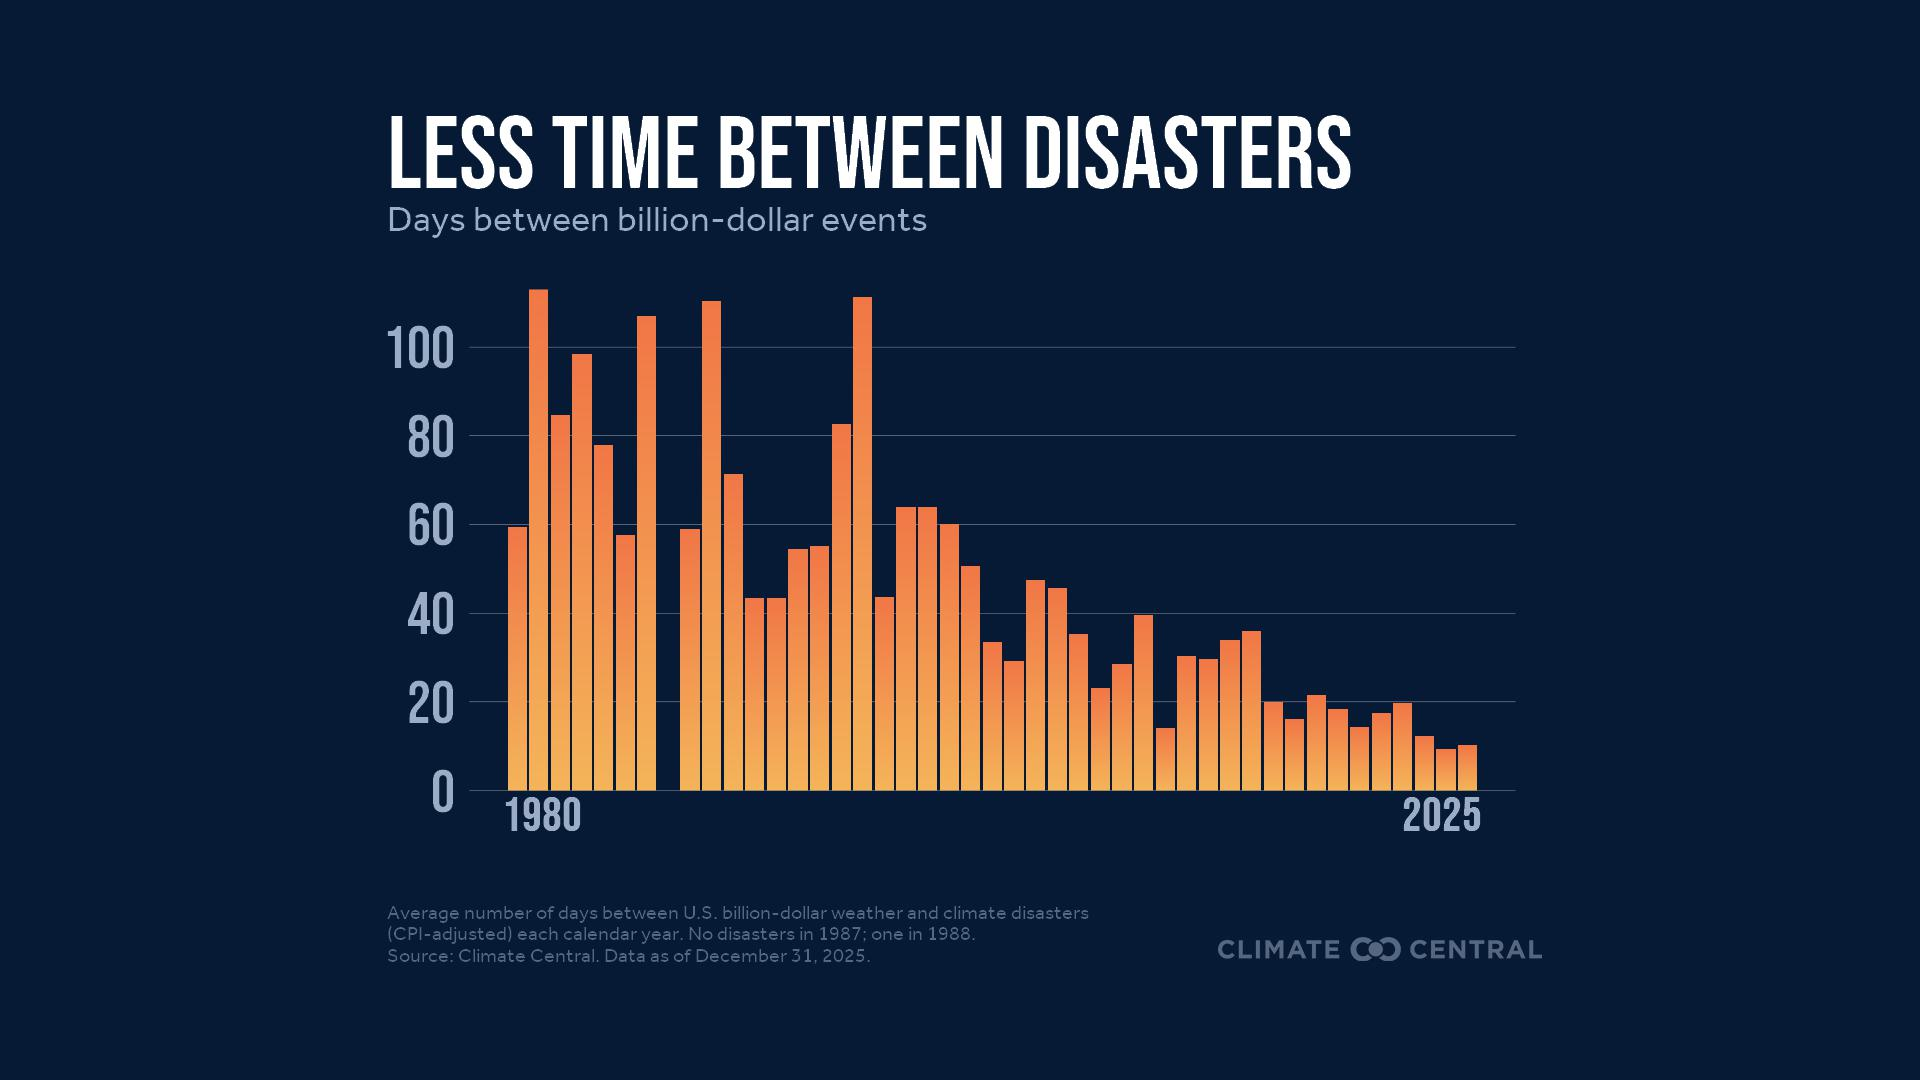 LESS TIME BETWEEN DISASTERS
Days between billion-dollar events
100
80
60
40
20
0
1980 2025
Average number of days between U.S. billion-dollar weather and climate disasters
(CPI-adjusted) each calendar year. No disasters in 1987; one in 1988.
Source: Climate Central. Data as of December 31, 2025.
CLIMATE CENTRAL